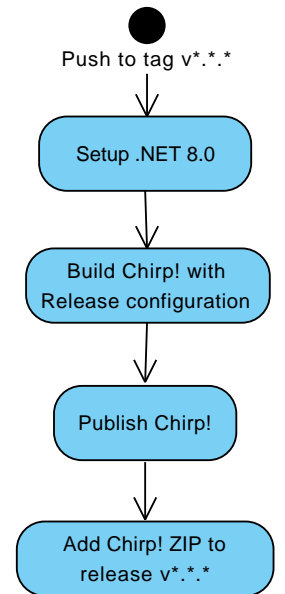 Push to tag v*.*.*
Setup .NET 8.0
Build Chirp! with
Release configuration
Publish Chirp!
Add Chirp! ZIP to
release v*.*.*